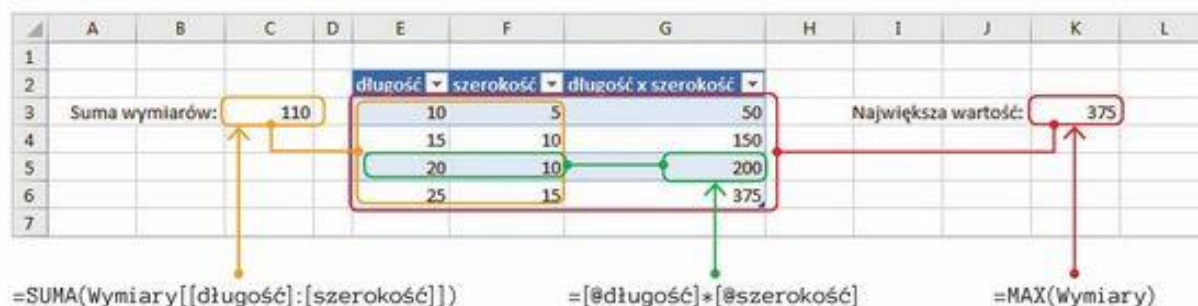 A B C D E F G H I J K L
1
2 długość szerokość długość x szerokość
3 Suma wymiarów: 110 10 5 50 Największa wartość: 375
4 15 10 150
5 20 10 200
6 25 15 375
7
=SUMA(Wymiary[[długość]:[szerokość]]) =[@długość]*[@szerokość] =MAX(Wymiary)